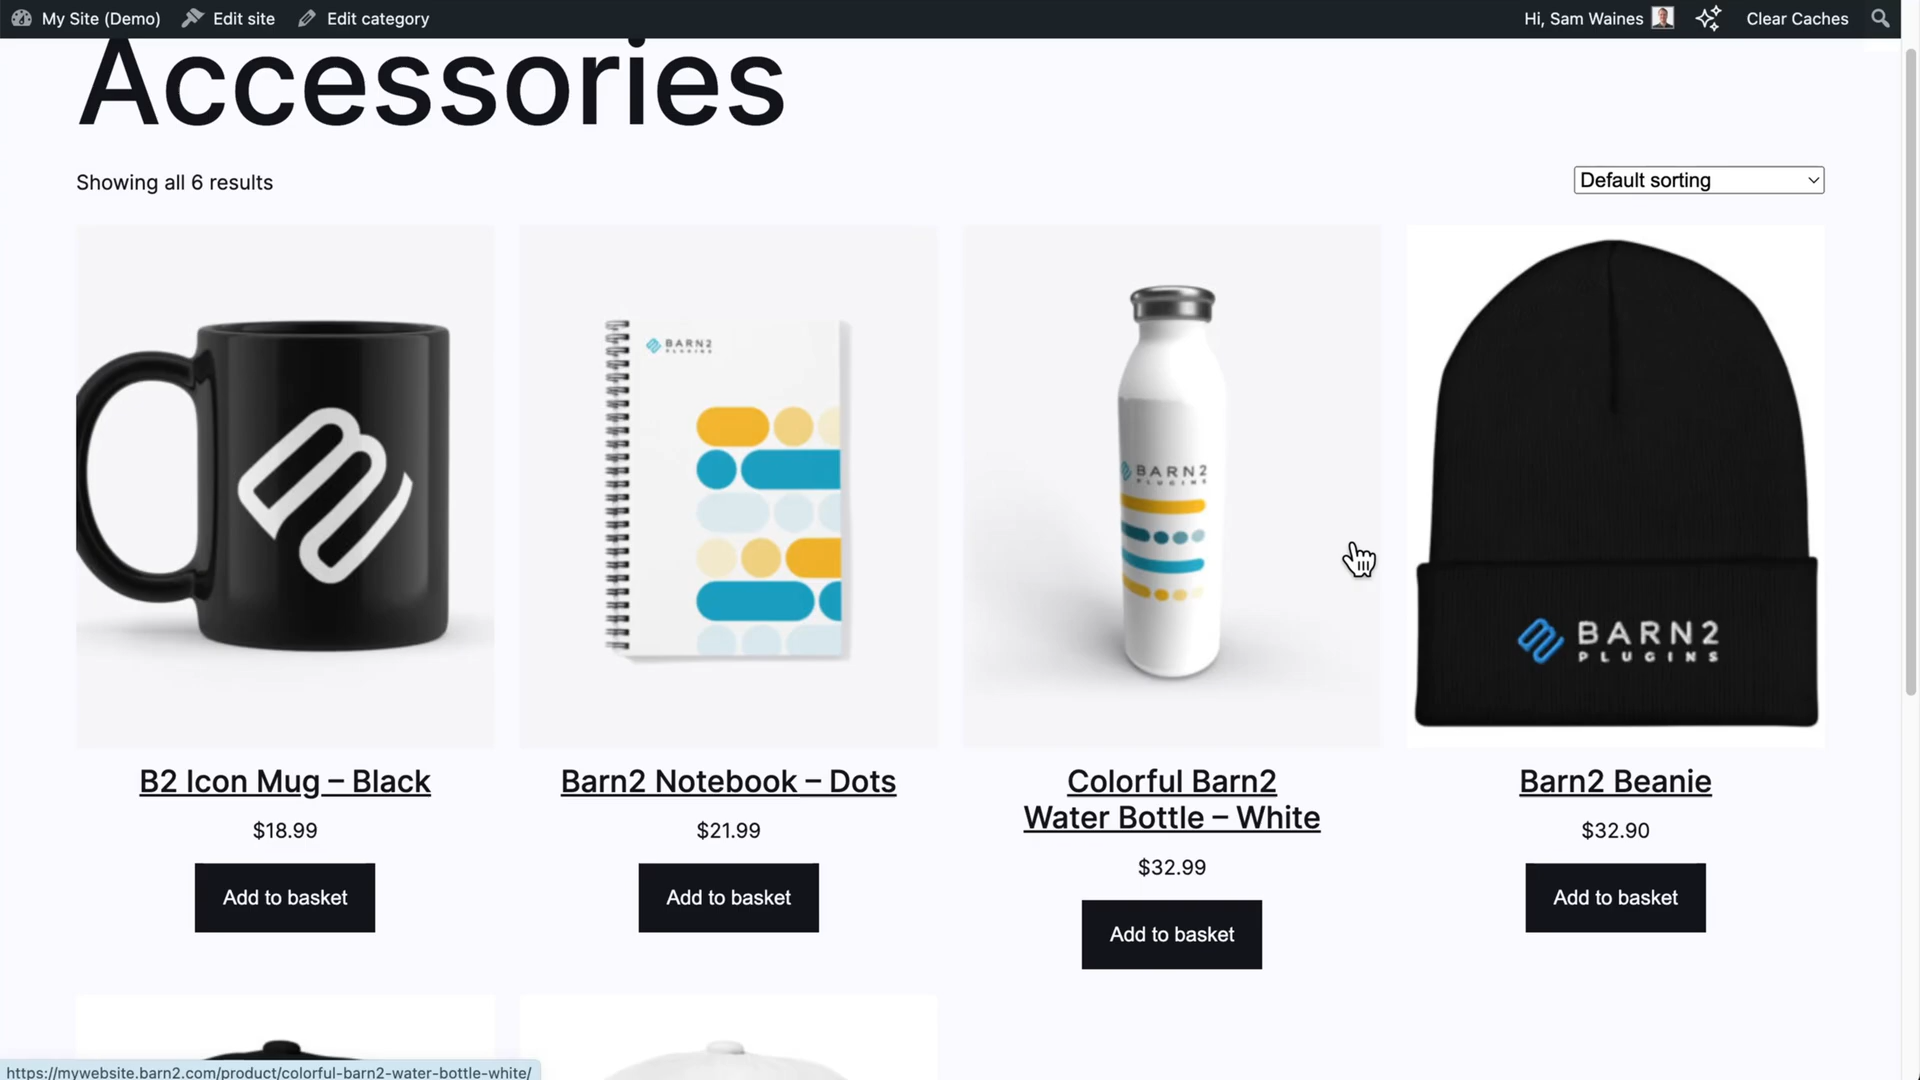 My Site (Demo) Edit site Edit category Hi, Sam Waines Clear Caches
Accessories
Showing all 6 results
Default sorting
BARN2
PLUGINS
BARN2
PLUGINS
BARN2
PLUGINS
B2 Icon Mug – Black
$18.99
Add to basket
Barn2 Notebook – Dots
$21.99
Add to basket
Colorful Barn2
Water Bottle – White
$32.99
Add to basket
Barn2 Beanie
$32.90
Add to basket
https://mywebsite.barn2.com/product/colorful-barn2-water-bottle-white/